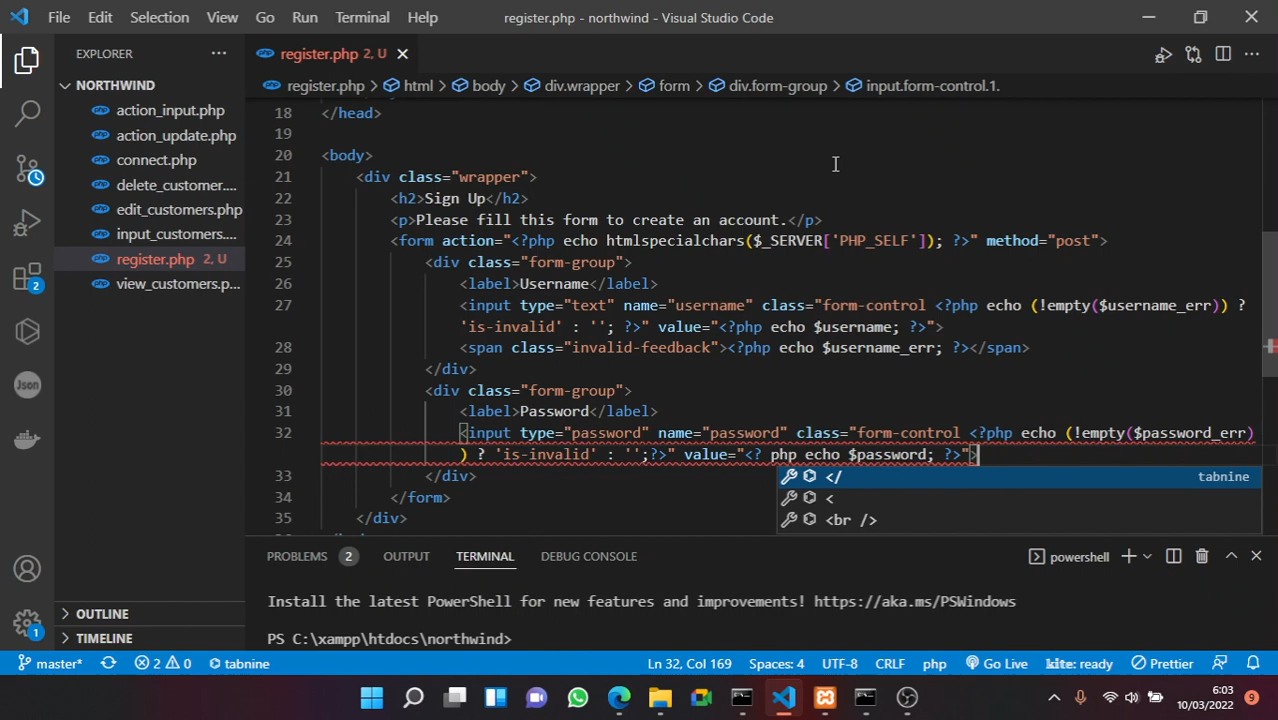 File Edit Selection View Go Run Terminal Help register.php - northwind - Visual Studio Code
EXPLORER ··· register.php 2, U
NORTHWIND register.php > html > body > div.wrapper > form > div.form-group > input.form-control.1.
action_input.php
action_update.php
connect.php
delete_customer....
edit_customers.php
input_customers....
register.php 2, U
view_customers.p...
OUTLINE
TIMELINE
2
Json
1
18 </head>
19
20 <body>
21 <div class="wrapper">
22 <h2>Sign Up</h2>
23 <p>Please fill this form to create an account.</p>
24 <form action="<?php echo htmlspecialchars($_SERVER['PHP_SELF']); ?>" method="post">
25 <div class="form-group">
26 <label>Username</label>
27 <input type="text" name="username" class="form-control <?php echo (!empty($username_err)) ?
'is-invalid' : ''; ?>" value="<?php echo $username; ?>">
28 <span class="invalid-feedback"><?php echo $username_err; ?></span>
29 </div>
30 <div class="form-group">
31 <label>Password</label>
32 <input type="password" name="password" class="form-control <?php echo (!empty($password_err)
) ? 'is-invalid' : '';?>" value="<? php echo $password; ?>">
33 </div>
34 </form>
35 </div>
</ tabnine
<
<br />
PROBLEMS 2 OUTPUT TERMINAL DEBUG CONSOLE powershell
Install the latest PowerShell for new features and improvements! https://aka.ms/PSWindows
PS C:\xampp\htdocs\northwind>
master* 2 0 tabnine Ln 32, Col 169 Spaces: 4 UTF-8 CRLF php Go Live kite: ready Prettier
6:03
10/03/2022 9